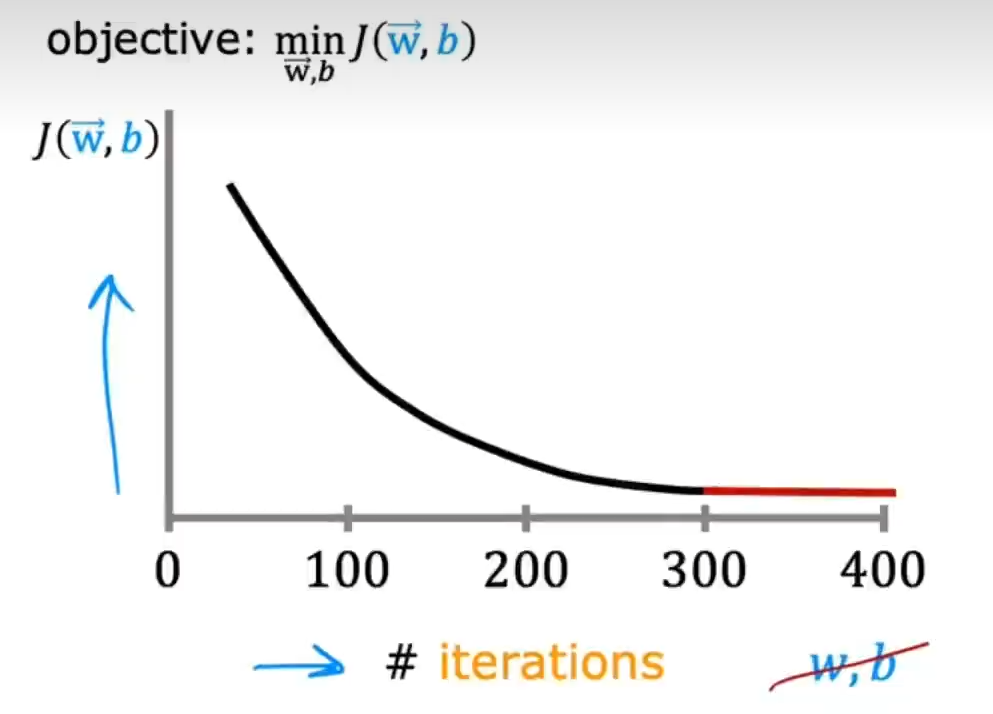 objective: min J(w⃗, b)
w⃗,b
J(w⃗, b)
0 100 200 300 400
# iterations
w, b